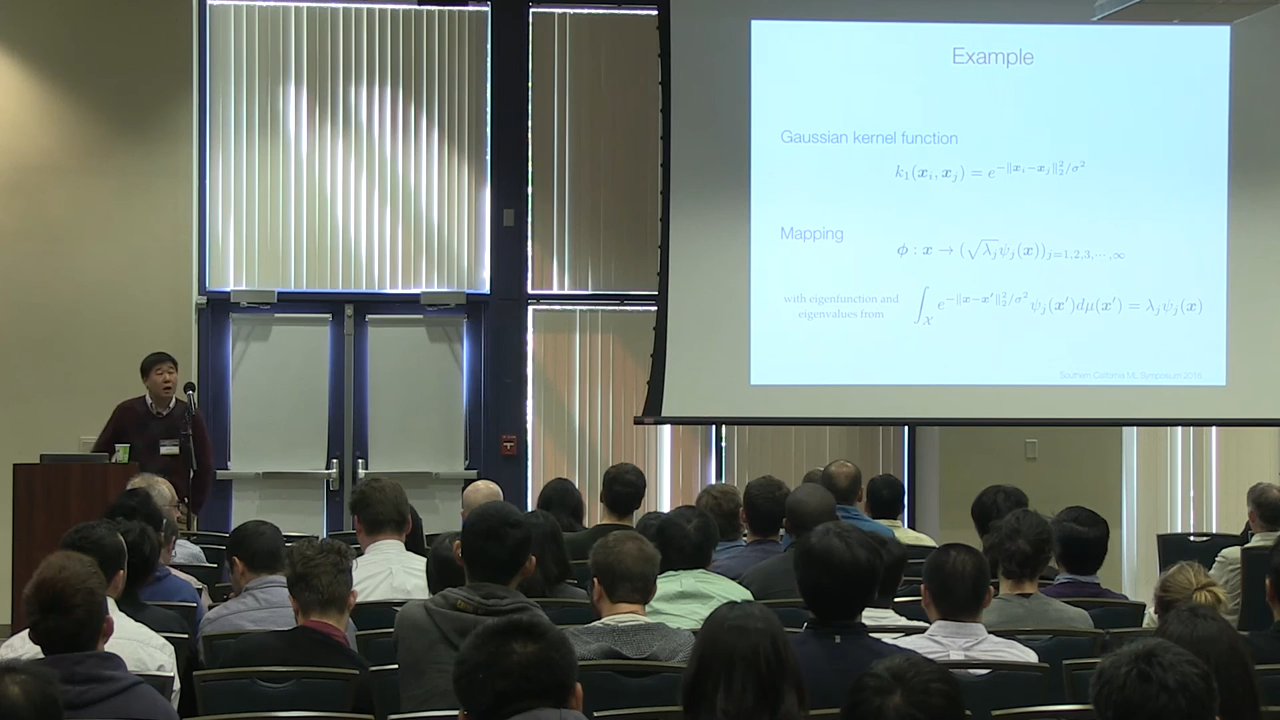 Example
Gaussian kernel function
k₁(𝒙ᵢ, 𝒙ⱼ) = e^{−‖𝒙ᵢ−𝒙ⱼ‖₂²/σ²}
Mapping
ϕ : 𝒙 → (√λⱼ ψⱼ(𝒙))ⱼ₌₁,₂,₃,⋯,∞
with eigenfunction and
eigenvalues from
∫_𝒳 e^{−‖𝒙−𝒙′‖₂²/σ²} ψⱼ(𝒙′)dμ(𝒙′) = λⱼψⱼ(𝒙)
Southern California ML Symposium 2016